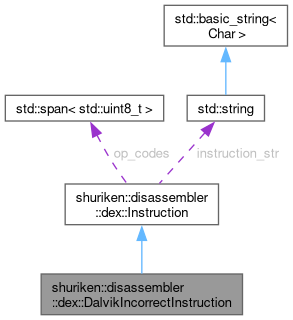 std::basic_string<
Char >
std::span< std::uint8_t >
std::string
op_codes
instruction_str
shuriken::disassembler
::dex::Instruction
shuriken::disassembler
::dex::DalvikIncorrectInstruction